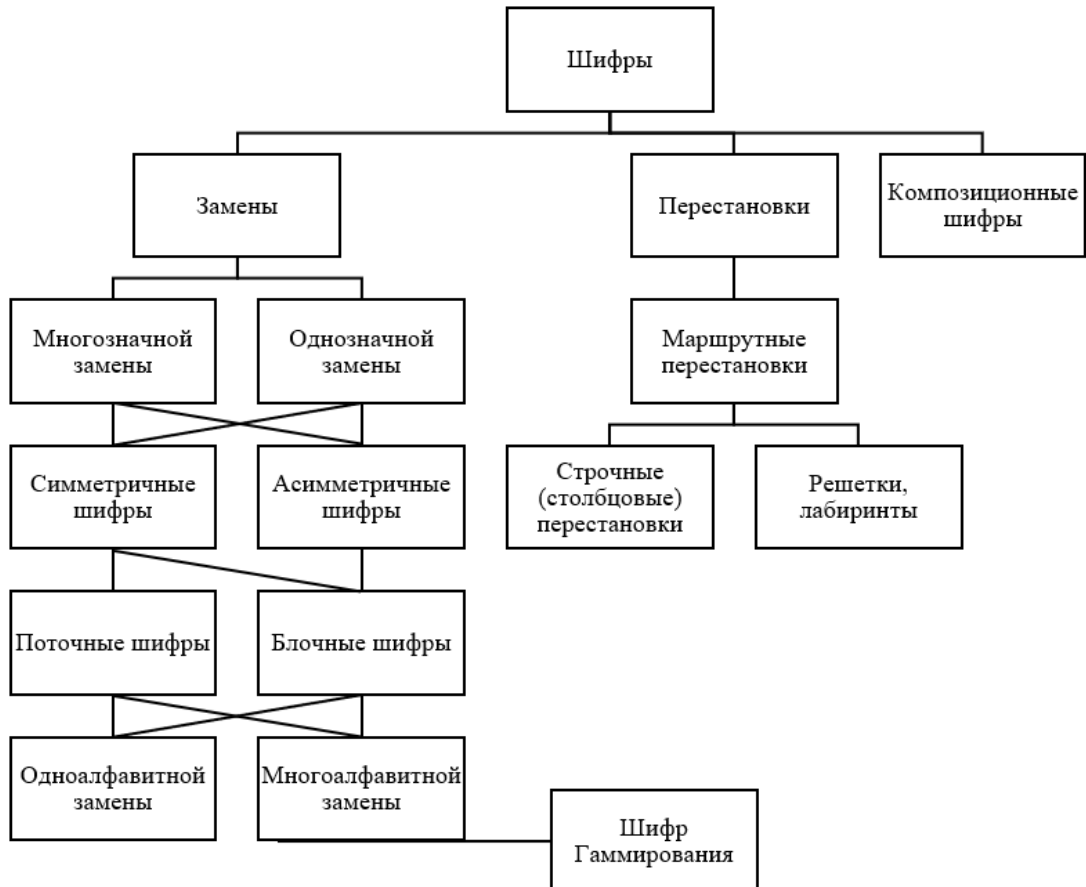 Шифры
Замены
Перестановки
Композиционные
шифры
Многозначной
замены
Однозначной
замены
Маршрутные
перестановки
Симметричные
шифры
Асимметричные
шифры
Строчные
(столбцовые)
перестановки
Решетки,
лабиринты
Поточные шифры
Блочные шифры
Одноалфавитной
замены
Многоалфавитной
замены
Шифр
Гаммирования